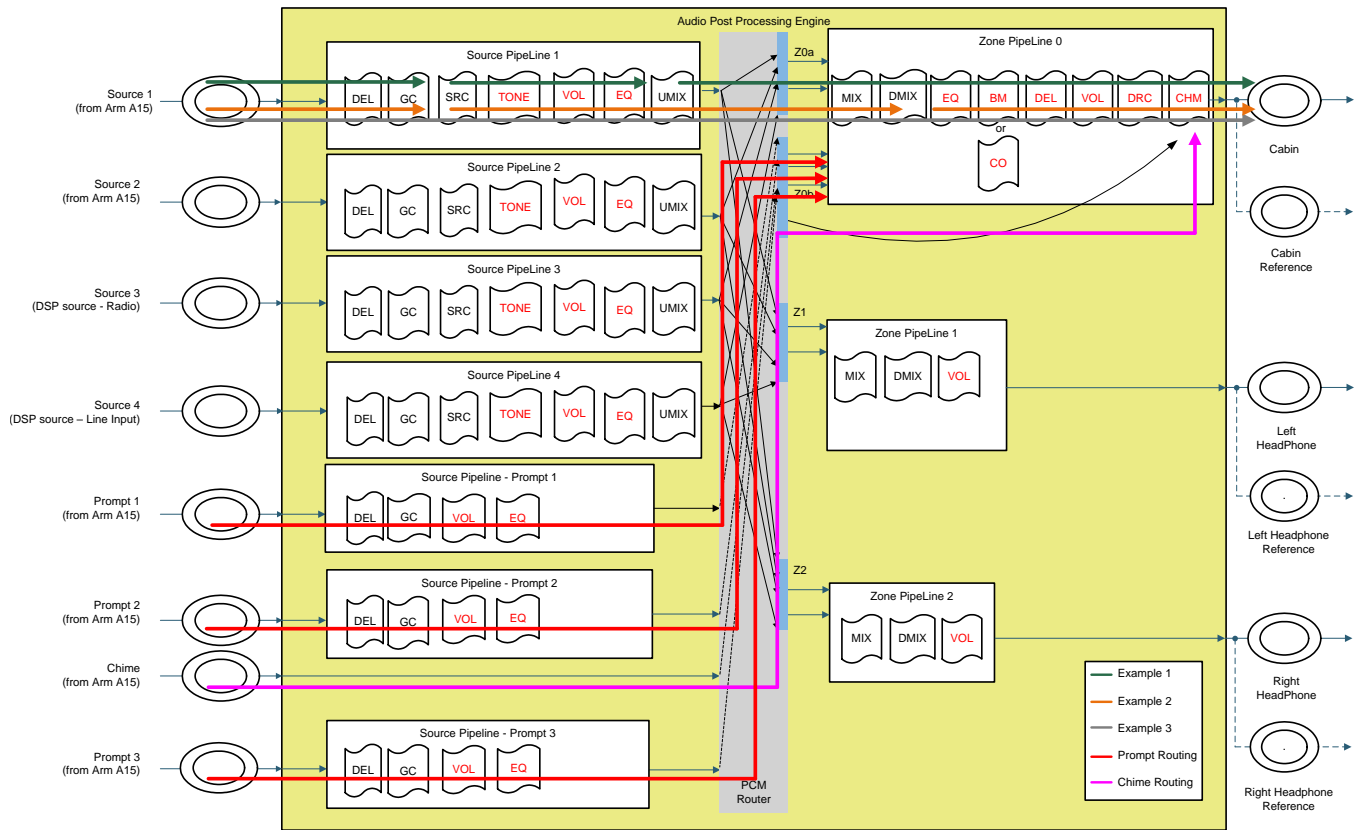 Audio Post Processing Engine
Source PipeLine 1
DEL
GC
SRC
TONE
VOL
EQ
UMIX
Source 1
(from Arm A15)
Z0a
Zone PipeLine 0
MIX
DMIX
EQ
BM
DEL
VOL
DRC
CHM
or
CO
Z0b
Cabin
Cabin
Reference
Source PipeLine 2
DEL
GC
SRC
TONE
VOL
EQ
UMIX
Source 2
(from Arm A15)
Source PipeLine 3
DEL
GC
SRC
TONE
VOL
EQ
UMIX
Source 3
(DSP source - Radio)
Z1
Zone PipeLine 1
MIX
DMIX
VOL
Left
HeadPhone
Left Headphone
Reference
Source PipeLine 4
DEL
GC
SRC
TONE
VOL
EQ
UMIX
Source 4
(DSP source – Line Input)
Source Pipeline - Prompt 1
DEL
GC
VOL
EQ
Prompt 1
(from Arm A15)
Source Pipeline - Prompt 2
DEL
GC
VOL
EQ
Prompt 2
(from Arm A15)
Z2
Zone PipeLine 2
MIX
DMIX
VOL
Right
HeadPhone
Right Headphone
Reference
Chime
(from Arm A15)
Source Pipeline - Prompt 3
DEL
GC
VOL
EQ
Prompt 3
(from Arm A15)
PCM
Router
Example 1
Example 2
Example 3
Prompt Routing
Chime Routing